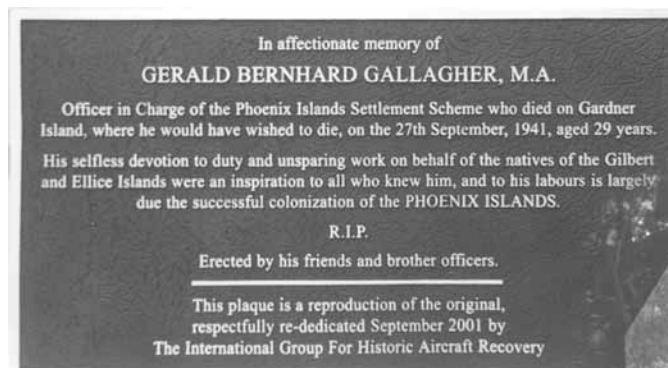 In affectionate memory of
GERALD BERNHARD GALLAGHER, M.A.
Officer in Charge of the Phoenix Islands Settlement Scheme who died on Gardner
Island, where he would have wished to die, on the 27th September, 1941, aged 29 years.
His selfless devotion to duty and unsparing work on behalf of the natives of the Gilbert
and Ellice Islands were an inspiration to all who knew him, and to his labours is largely
due the successful colonization of the PHOENIX ISLANDS.
R.I.P.
Erected by his friends and brother officers.
This plaque is a reproduction of the original,
respectfully re-dedicated September 2001 by
The International Group For Historic Aircraft Recovery